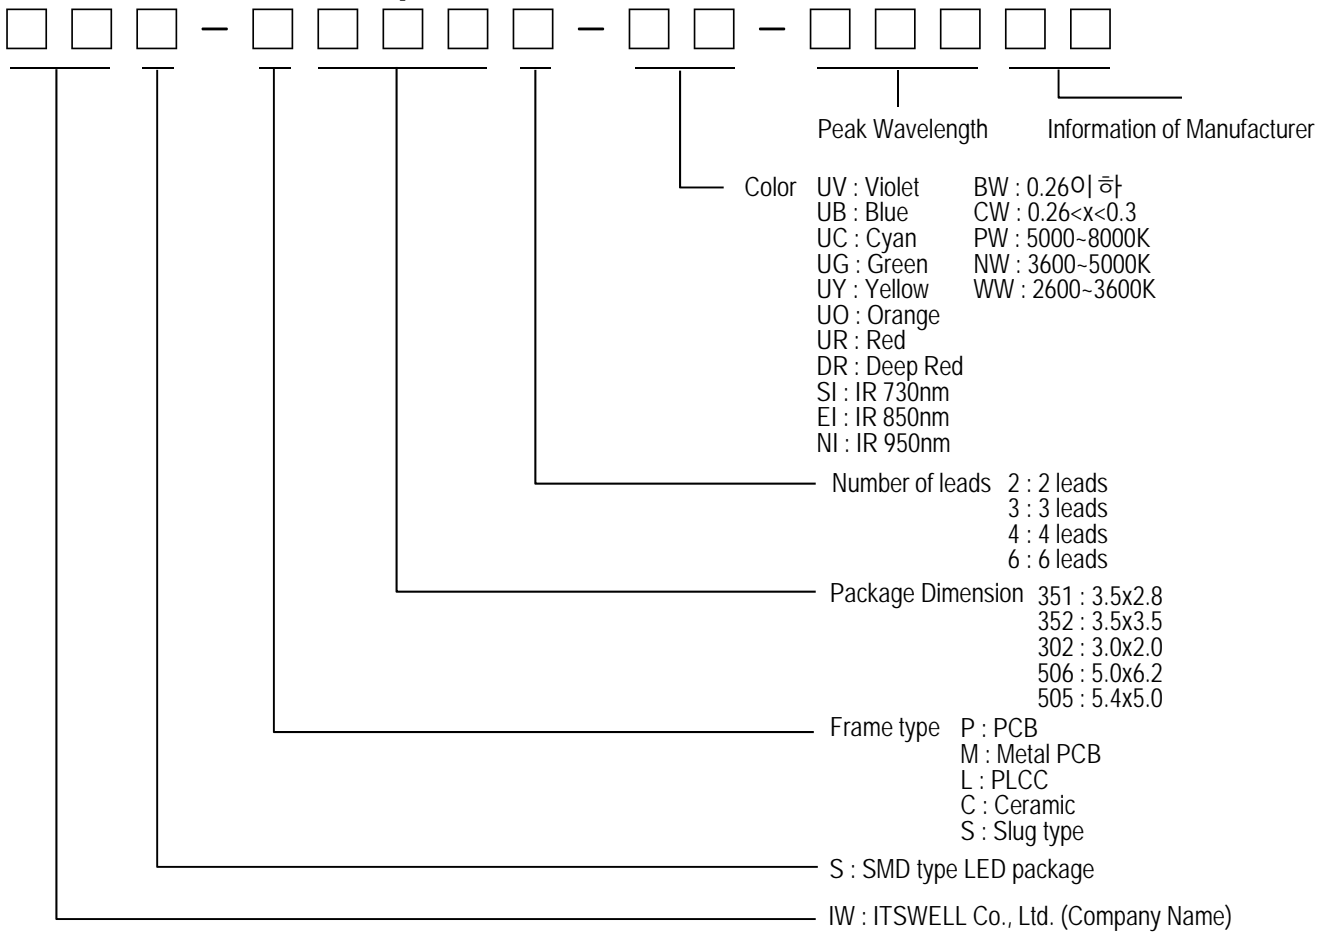 Peak Wavelength Information of Manufacturer
Color UV : Violet BW : 0.26이하
UB : Blue CW : 0.26<x<0.3
UC : Cyan PW : 5000~8000K
UG : Green NW : 3600~5000K
UY : Yellow WW : 2600~3600K
UO : Orange
UR : Red
DR : Deep Red
SI : IR 730nm
EI : IR 850nm
NI : IR 950nm
Number of leads 2 : 2 leads
3 : 3 leads
4 : 4 leads
6 : 6 leads
Package Dimension 351 : 3.5x2.8
352 : 3.5x3.5
302 : 3.0x2.0
506 : 5.0x6.2
505 : 5.4x5.0
Frame type P : PCB
M : Metal PCB
L : PLCC
C : Ceramic
S : Slug type
S : SMD type LED package
IW : ITSWELL Co., Ltd. (Company Name)